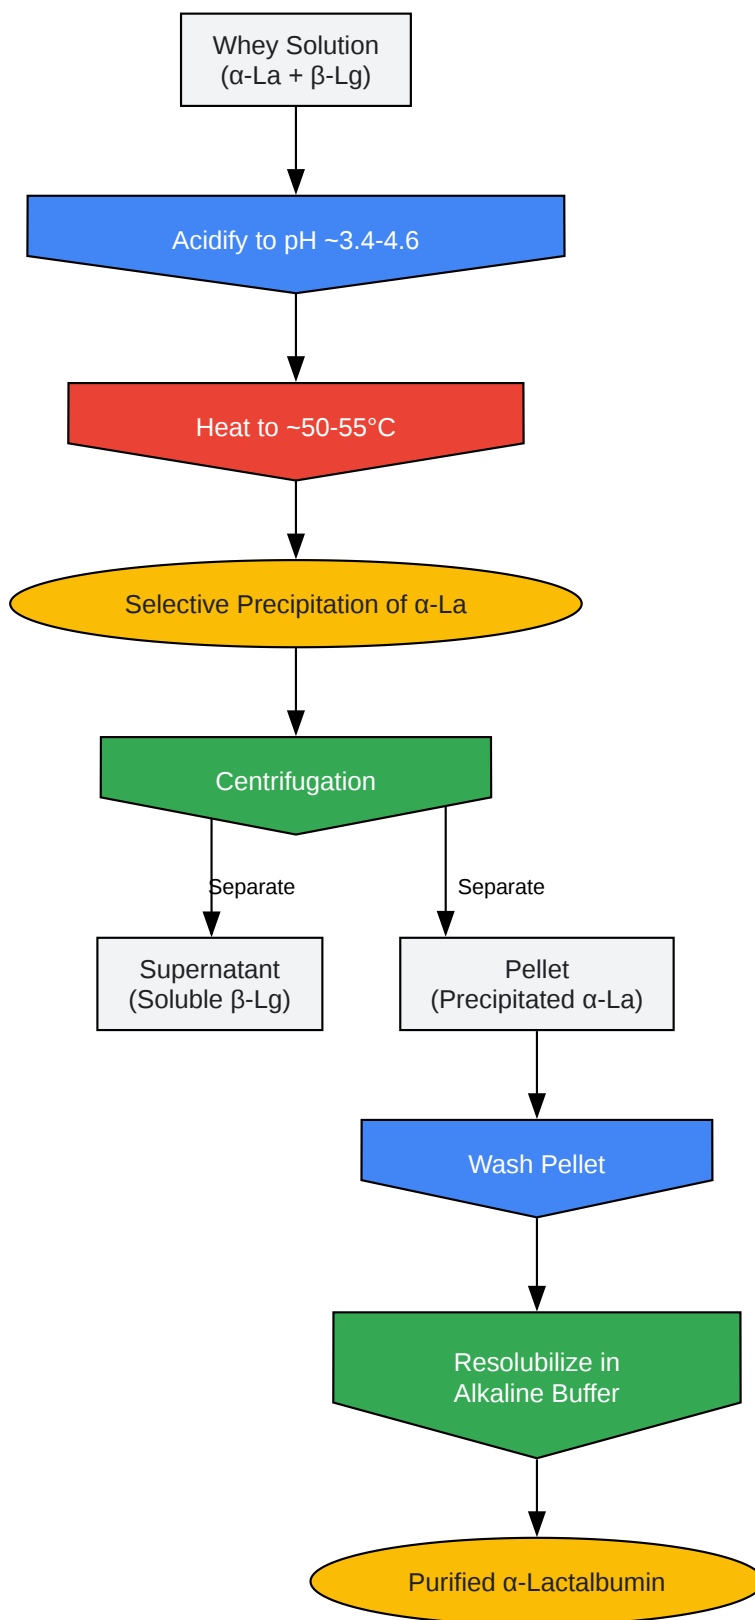 Whey Solution
(α-La + β-Lg)
Acidify to pH ~3.4-4.6
Heat to ~50-55°C
Selective Precipitation of α-La
Centrifugation
Separate
Separate
Supernatant
(Soluble β-Lg)
Pellet
(Precipitated α-La)
Wash Pellet
Resolubilize in
Alkaline Buffer
Purified α-Lactalbumin